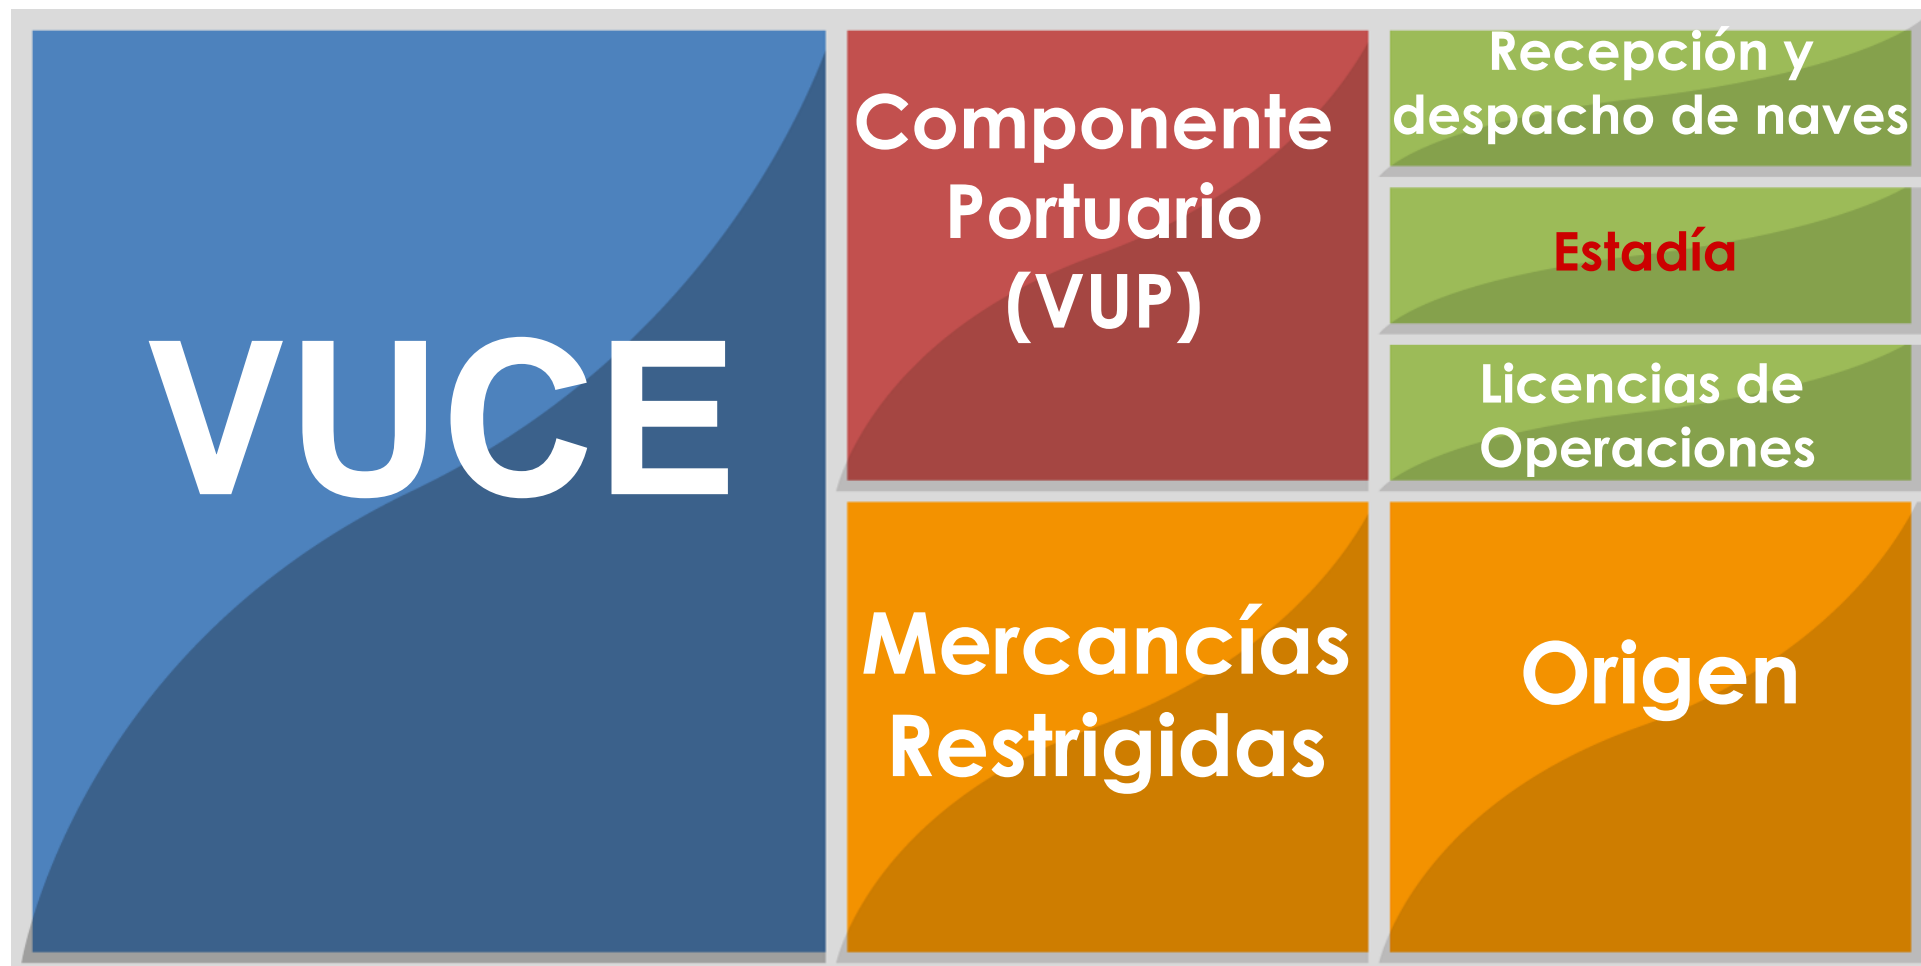 VUCE
Componente
Portuario
(VUP)
Recepción y
despacho de naves
Estadía
Licencias de
Operaciones
Mercancías
Restrigidas
Origen